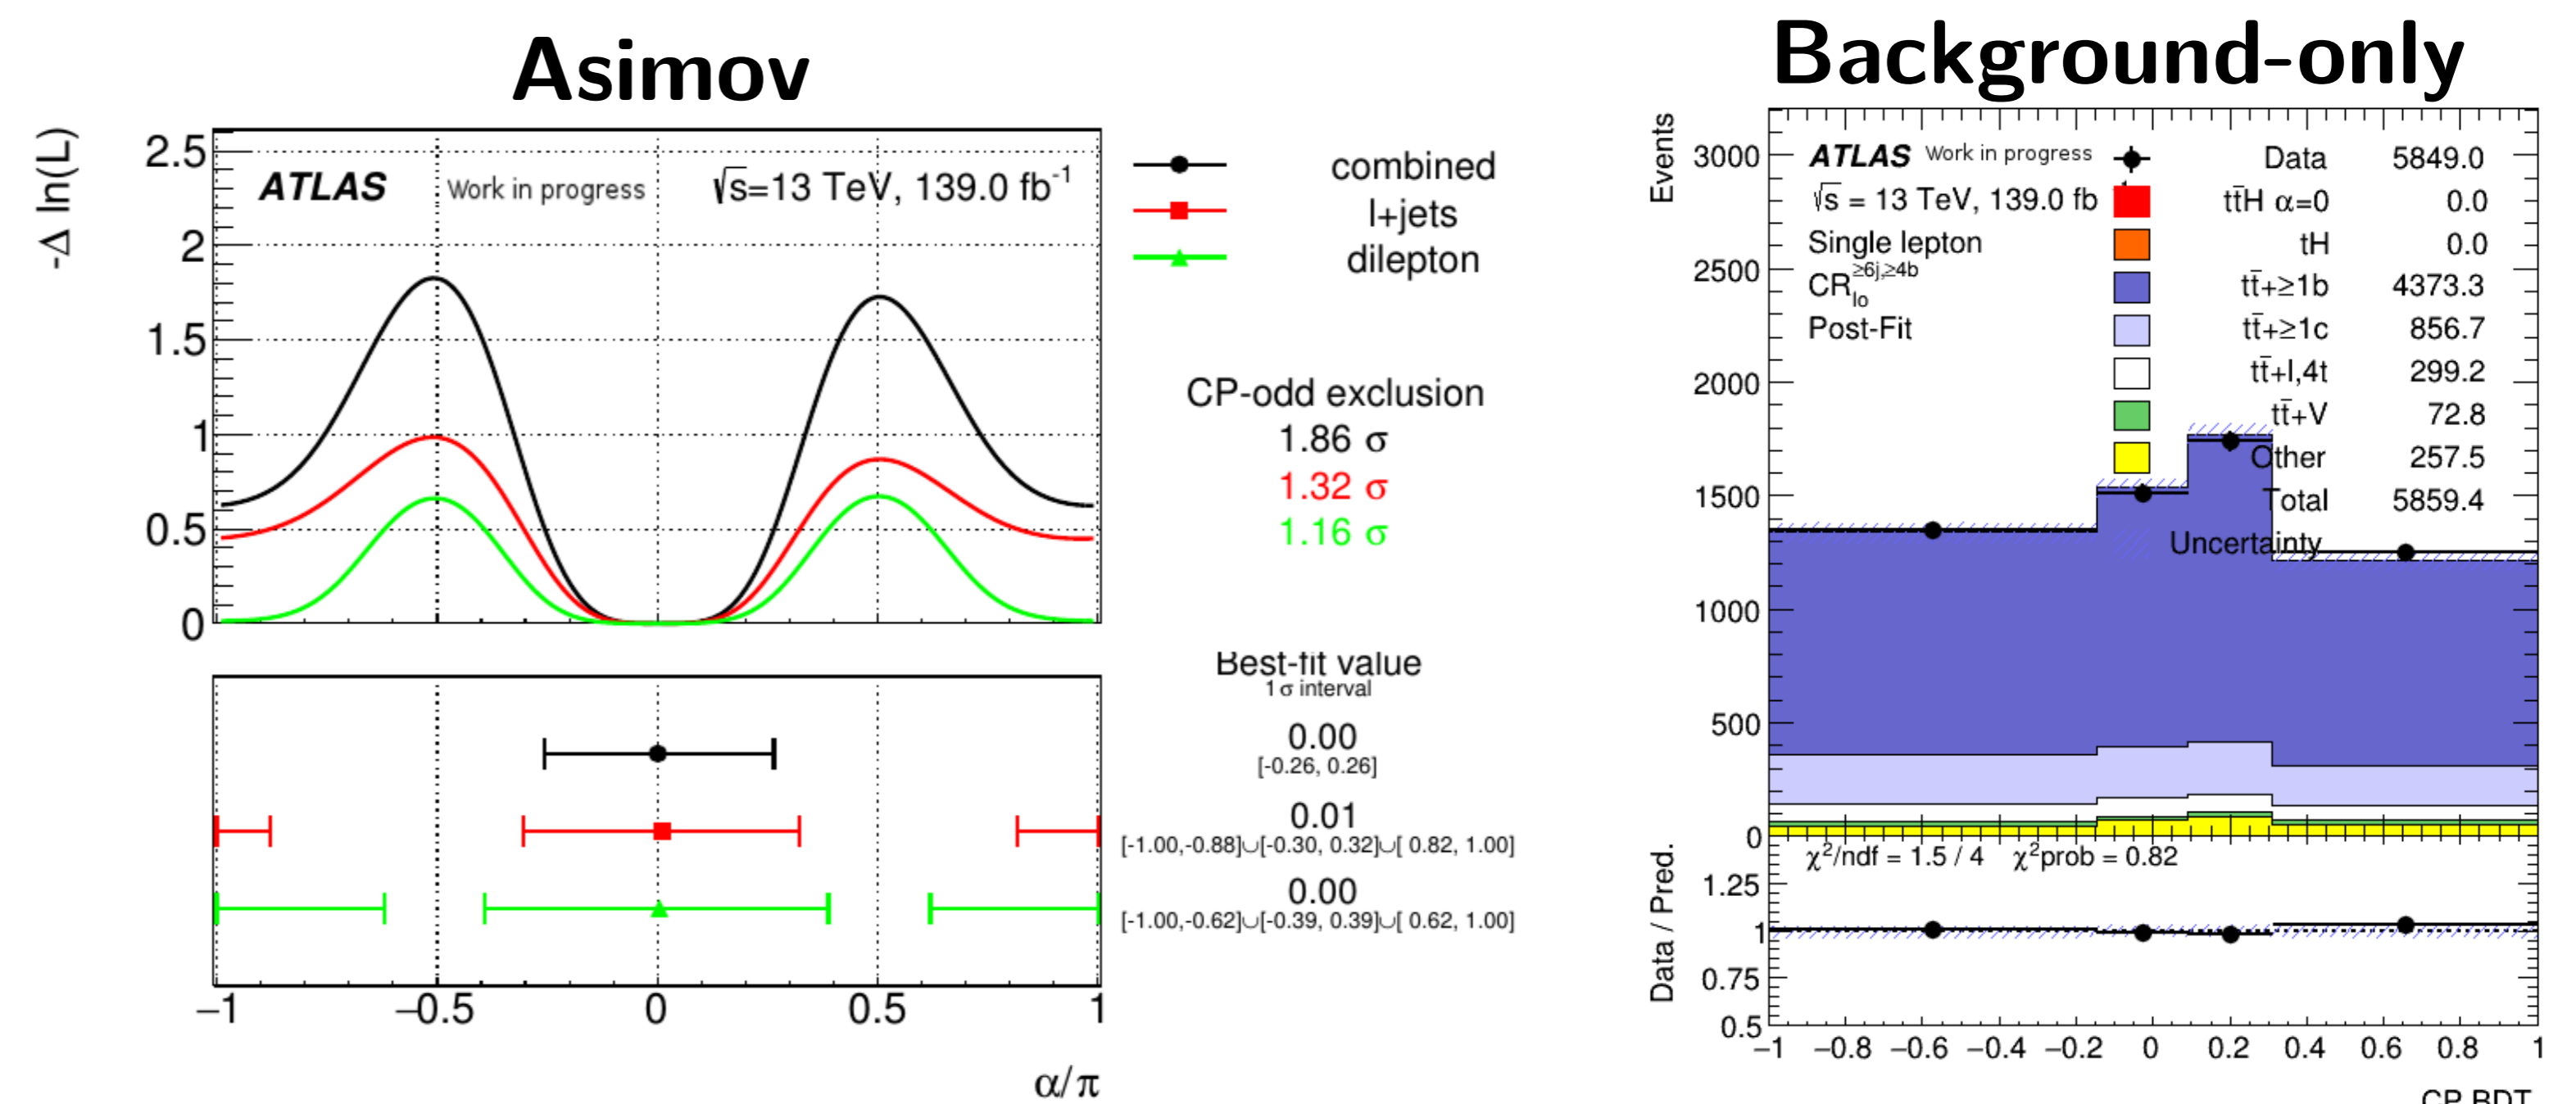 Asimov
-Δ ln(L)
2.5
2
1.5
1
0.5
0
ATLAS Work in progress √s=13 TeV, 139.0 fb⁻¹
combined
l+jets
dilepton
CP-odd exclusion
1.86 σ
1.32 σ
1.16 σ
Best-fit value
1 σ interval
0.00
[-0.26, 0.26]
0.01
[-1.00,-0.88]∪[-0.30, 0.32]∪[ 0.82, 1.00]
0.00
[-1.00,-0.62]∪[-0.39, 0.39]∪[ 0.62, 1.00]
−1 −0.5 0 0.5 1
α/π
Background-only
Events
3000
2500
2000
1500
1000
500
0
ATLAS Work in progress
√s = 13 TeV, 139.0 fb
Single lepton
CR≥6j,≥4b lo
Post-Fit
Data 5849.0
tt̄H α=0 0.0
tH 0.0
tt̄+≥1b 4373.3
tt̄+≥1c 856.7
tt̄+l,4t 299.2
tt̄+V 72.8
Other 257.5
Total 5859.4
Uncertainty
χ²/ndf = 1.5 / 4 χ²prob = 0.82
Data / Pred.
1.25
1
0.75
0.5
−1 −0.8 −0.6 −0.4 −0.2 0 0.2 0.4 0.6 0.8 1
CP BDT